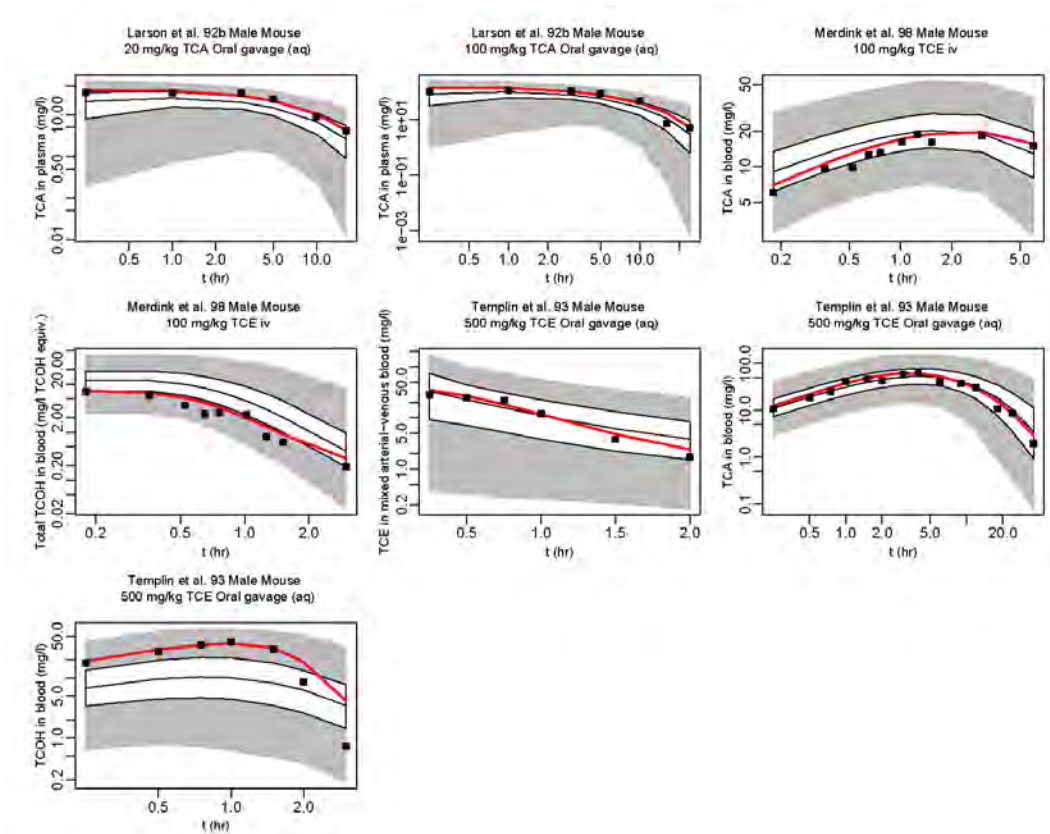 Larson et al. 92b Male Mouse
20 mg/kg TCA Oral gavage (aq)
TCA in plasma (mg/l)
10.00
0.50
0.01
0.5 1.0 2.0 5.0 10.0
t (hr)
Larson et al. 92b Male Mouse
100 mg/kg TCA Oral gavage (aq)
TCA in plasma (mg/l)
1e+01
1e−01
1e−03
0.5 1.0 2.0 5.0 10.0
t (hr)
Merdink et al. 98 Male Mouse
100 mg/kg TCE iv
TCA in blood (mg/l)
50
20
10
5
0.2 0.5 1.0 2.0 5.0
t (hr)
Merdink et al. 98 Male Mouse
100 mg/kg TCE iv
Total TCOH in blood (mg/l TCOH equiv.)
20.00
2.00
0.20
0.02
0.2 0.5 1.0 2.0
t (hr)
Templin et al. 93 Male Mouse
500 mg/kg TCE Oral gavage (aq)
TCE in mixed arterial−venous blood (mg/l)
50.0
5.0
1.0
0.2
0.5 1.0 1.5 2.0
t (hr)
Templin et al. 93 Male Mouse
500 mg/kg TCE Oral gavage (aq)
TCA in blood (mg/l)
100.0
10.0
1.0
0.1
0.5 1.0 2.0 5.0 20.0
t (hr)
Templin et al. 93 Male Mouse
500 mg/kg TCE Oral gavage (aq)
TCOH in blood (mg/l)
50.0
5.0
1.0
0.2
0.5 1.0 2.0
t (hr)